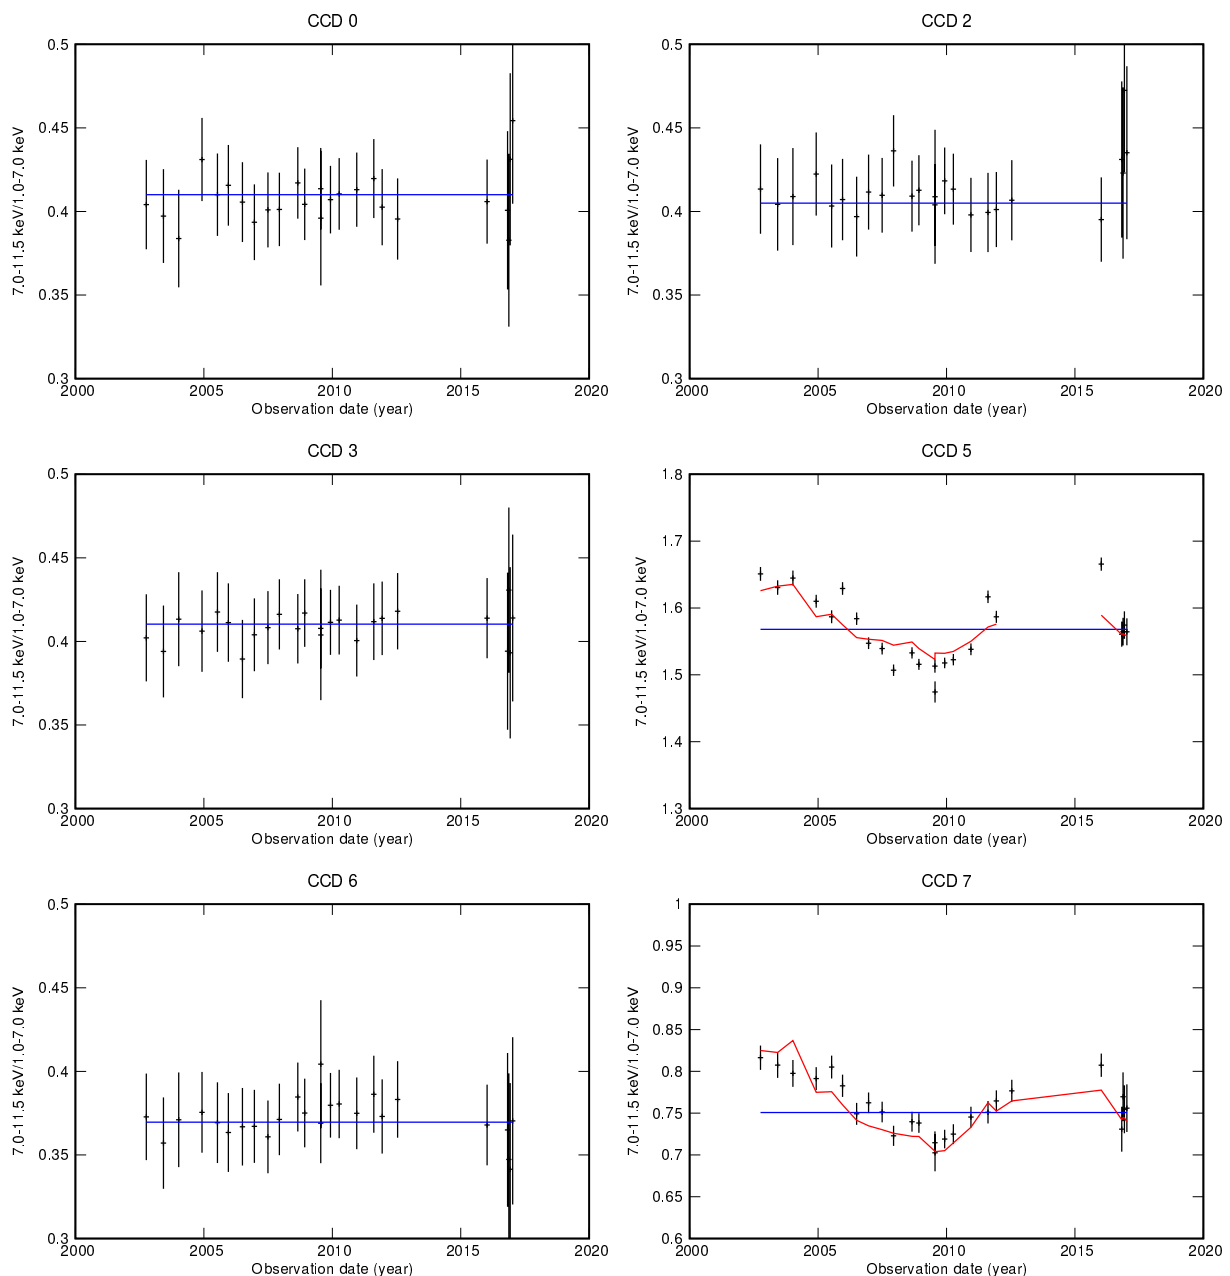 CCD 0
0.5
0.45
0.4
0.35
0.3
7.0-11.5 keV/1.0-7.0 keV
2000 2005 2010 2015 2020
Observation date (year)
CCD 2
0.5
0.45
0.4
0.35
0.3
7.0-11.5 keV/1.0-7.0 keV
2000 2005 2010 2015 2020
Observation date (year)
CCD 3
0.5
0.45
0.4
0.35
0.3
7.0-11.5 keV/1.0-7.0 keV
2000 2005 2010 2015 2020
Observation date (year)
CCD 5
1.8
1.7
1.6
1.5
1.4
1.3
7.0-11.5 keV/1.0-7.0 keV
2000 2005 2010 2015 2020
Observation date (year)
CCD 6
0.5
0.45
0.4
0.35
0.3
7.0-11.5 keV/1.0-7.0 keV
2000 2005 2010 2015 2020
Observation date (year)
CCD 7
1
0.95
0.9
0.85
0.8
0.75
0.7
0.65
0.6
7.0-11.5 keV/1.0-7.0 keV
2000 2005 2010 2015 2020
Observation date (year)